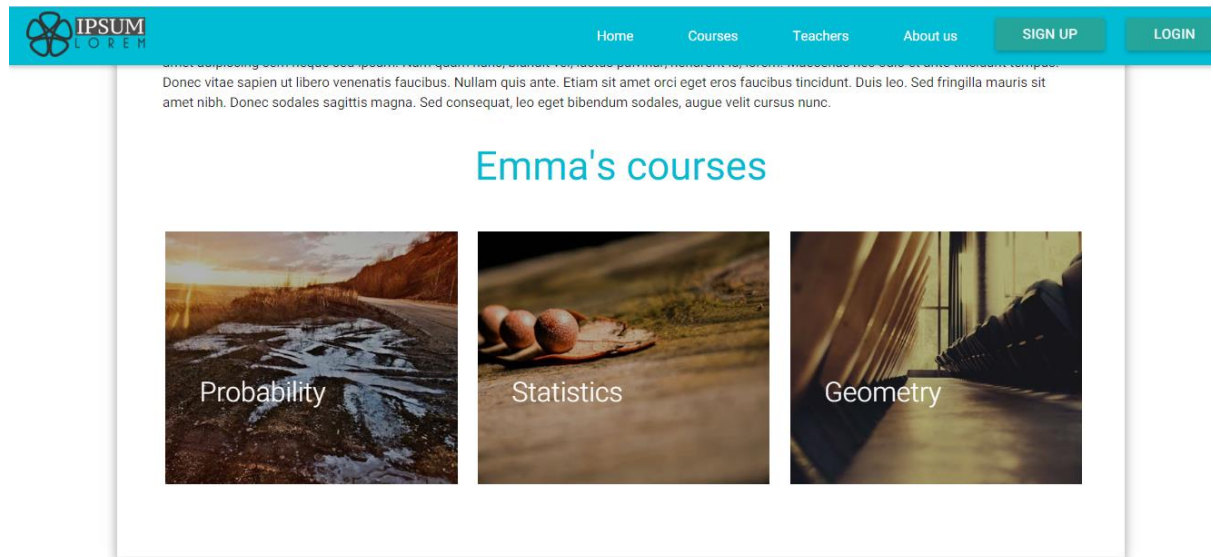 IPSUM
LOREM
Home Courses Teachers About us SIGN UP LOGIN
Donec vitae sapien ut libero venenatis faucibus. Nullam quis ante. Etiam sit amet orci eget eros faucibus tincidunt. Duis leo. Sed fringilla mauris sit
amet nibh. Donec sodales sagittis magna. Sed consequat, leo eget bibendum sodales, augue velit cursus nunc.
Emma's courses
Probability Statistics Geometry